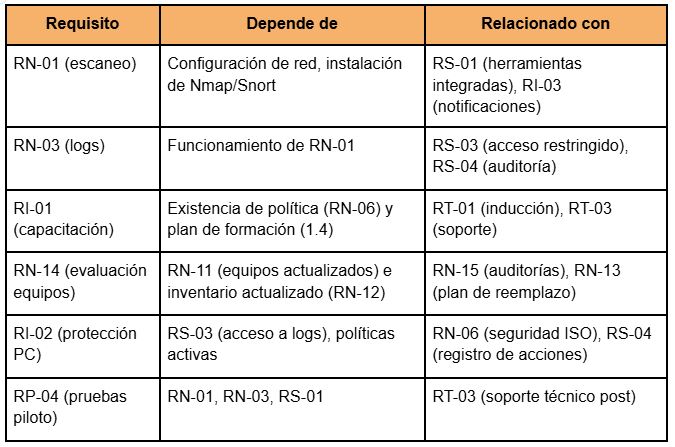 Requisito
Depende de
Relacionado con
RN-01 (escaneo)
Configuración de red, instalación
de Nmap/Snort
RS-01 (herramientas
integradas), RI-03
(notificaciones)
RN-03 (logs)
Funcionamiento de RN-01
RS-03 (acceso restringido),
RS-04 (auditoría)
RI-01
(capacitación)
Existencia de política (RN-06) y
plan de formación (1.4)
RT-01 (inducción), RT-03
(soporte)
RN-14 (evaluación
equipos)
RN-11 (equipos actualizados) e
inventario actualizado (RN-12)
RN-15 (auditorías), RN-13
(plan de reemplazo)
RI-02 (protección
PC)
RS-03 (acceso a logs), políticas
activas
RN-06 (seguridad ISO), RS-04
(registro de acciones)
RP-04 (pruebas
piloto)
RN-01, RN-03, RS-01
RT-03 (soporte técnico post)